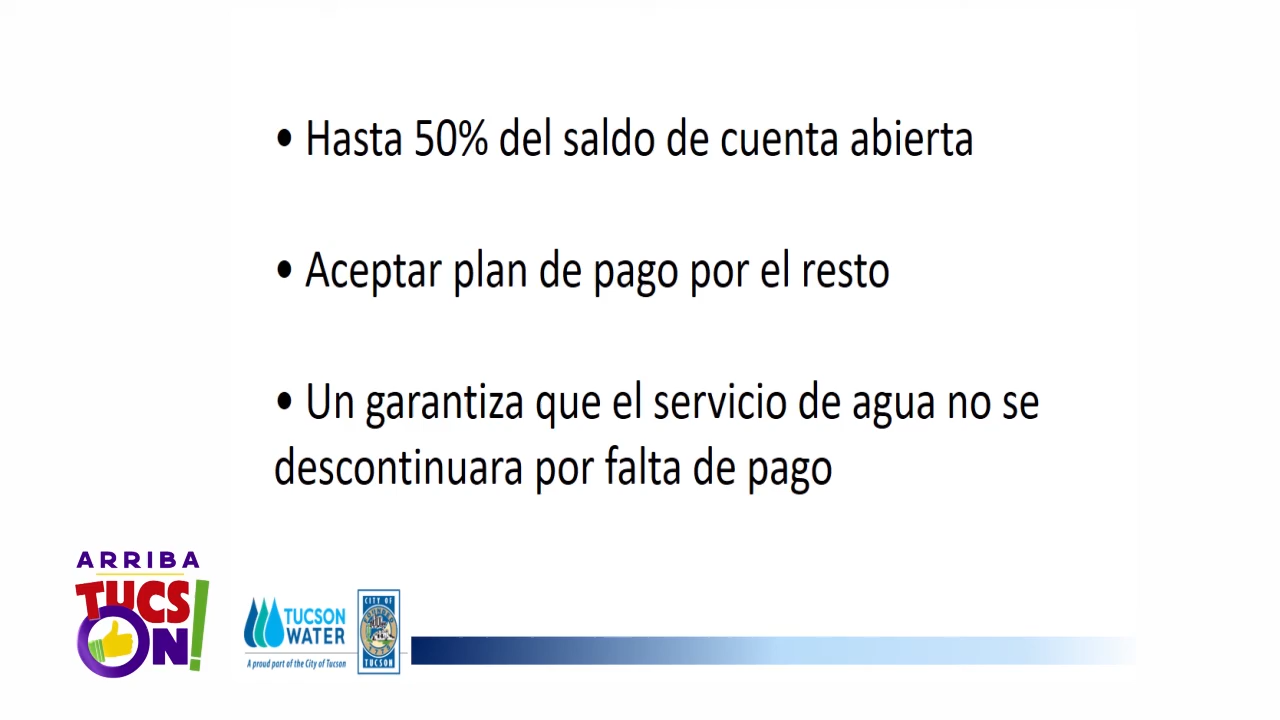 • Hasta 50% del saldo de cuenta abierta
• Aceptar plan de pago por el resto
• Un garantiza que el servicio de agua no se
descontinuara por falta de pago
ARRIBA
TUCS
ON!
TUCSON
WATER
A proud part of the City of Tucson
CITY OF
TUCSON